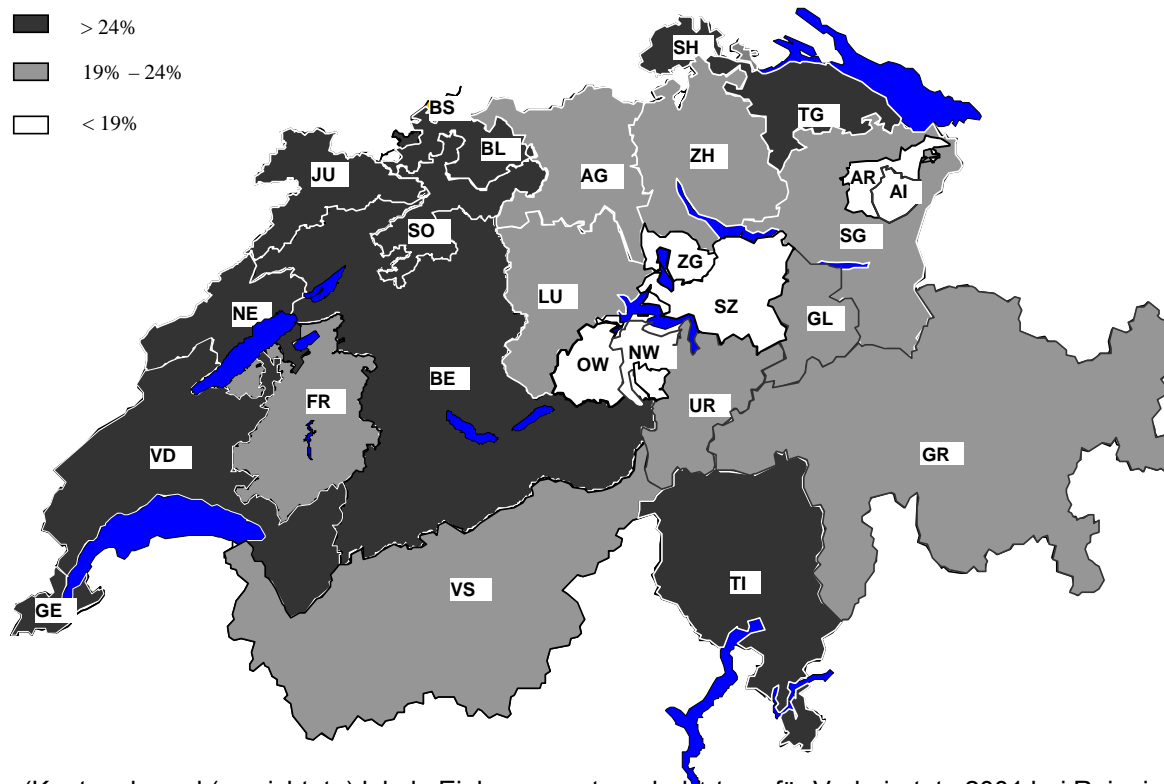 > 24%
19% – 24%
< 19%
SH
BS
TG
BL
ZH
JU
AG
AR
AI
SO
SG
ZG
LU
SZ
NE
GL
NW
OW
BE
FR
UR
VD
GR
TI
VS
GE